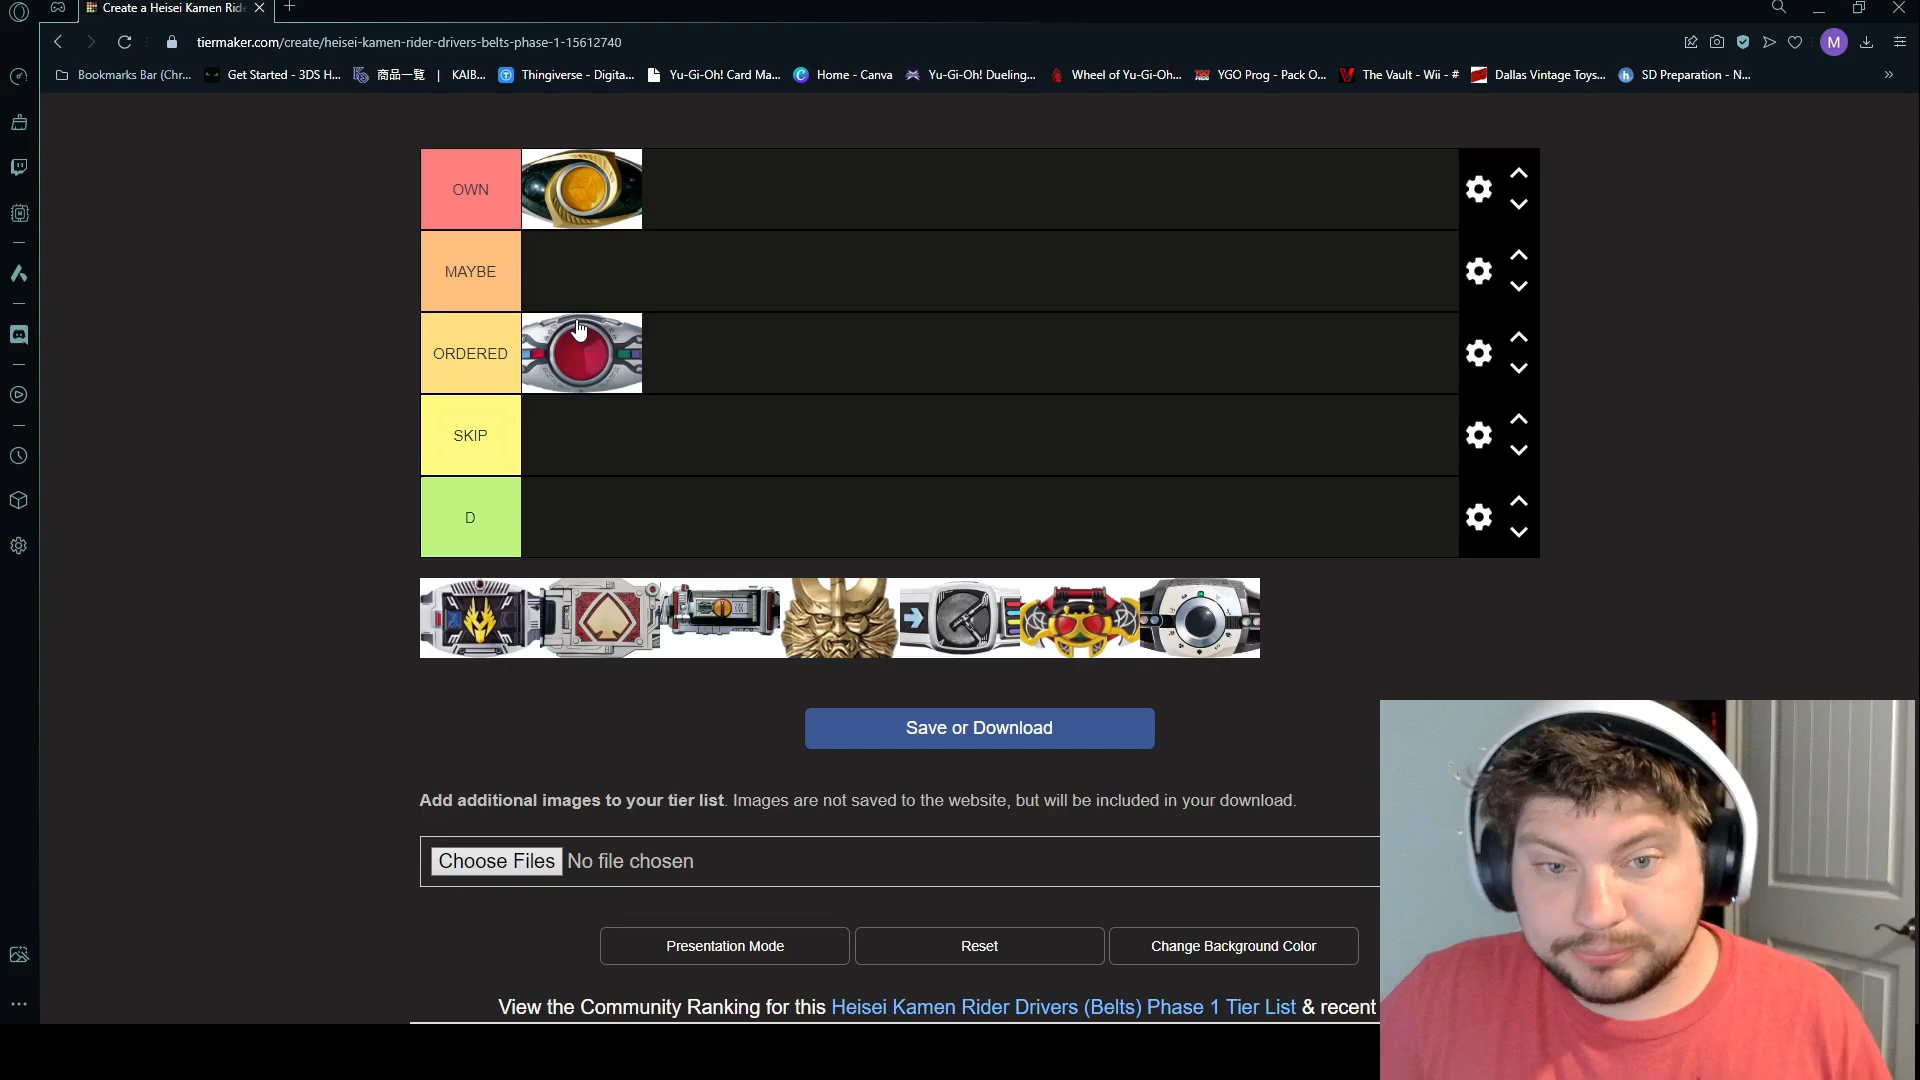 Create a Heisei Kamen Ride
tiermaker.com/create/heisei-kamen-rider-drivers-belts-phase-1-15612740
M
Bookmarks Bar (Chr...
Get Started - 3DS H...
商品一覧 | KAIB...
Thingiverse - Digita...
Yu-Gi-Oh! Card Ma...
Home - Canva
Yu-Gi-Oh! Dueling...
Wheel of Yu-Gi-Oh...
YGO Prog - Pack O...
The Vault - Wii - #
Dallas Vintage Toys...
SD Preparation - N...
OWN
MAYBE
ORDERED
SKIP
D
Save or Download
Add additional images to your tier list. Images are not saved to the website, but will be included in your download.
Choose Files No file chosen
Presentation Mode
Reset
Change Background Color
View the Community Ranking for this Heisei Kamen Rider Drivers (Belts) Phase 1 Tier List & recent